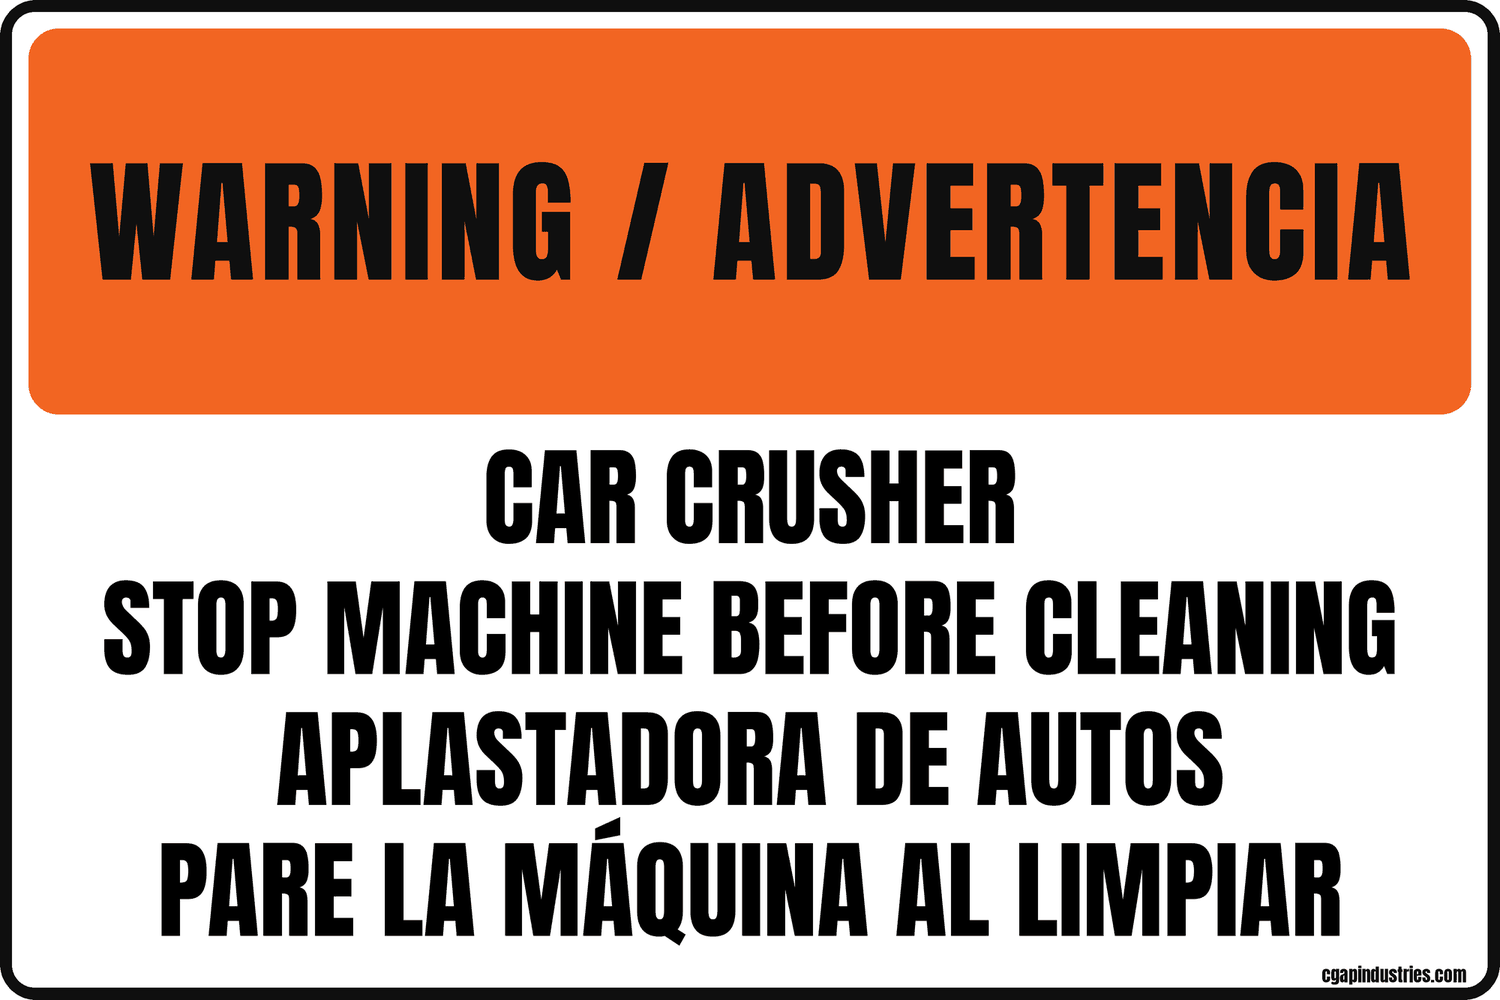 WARNING / ADVERTENCIA
CAR CRUSHER
STOP MACHINE BEFORE CLEANING
APLASTADORA DE AUTOS
PARE LA MÁQUINA AL LIMPIAR
cgapindustries.com